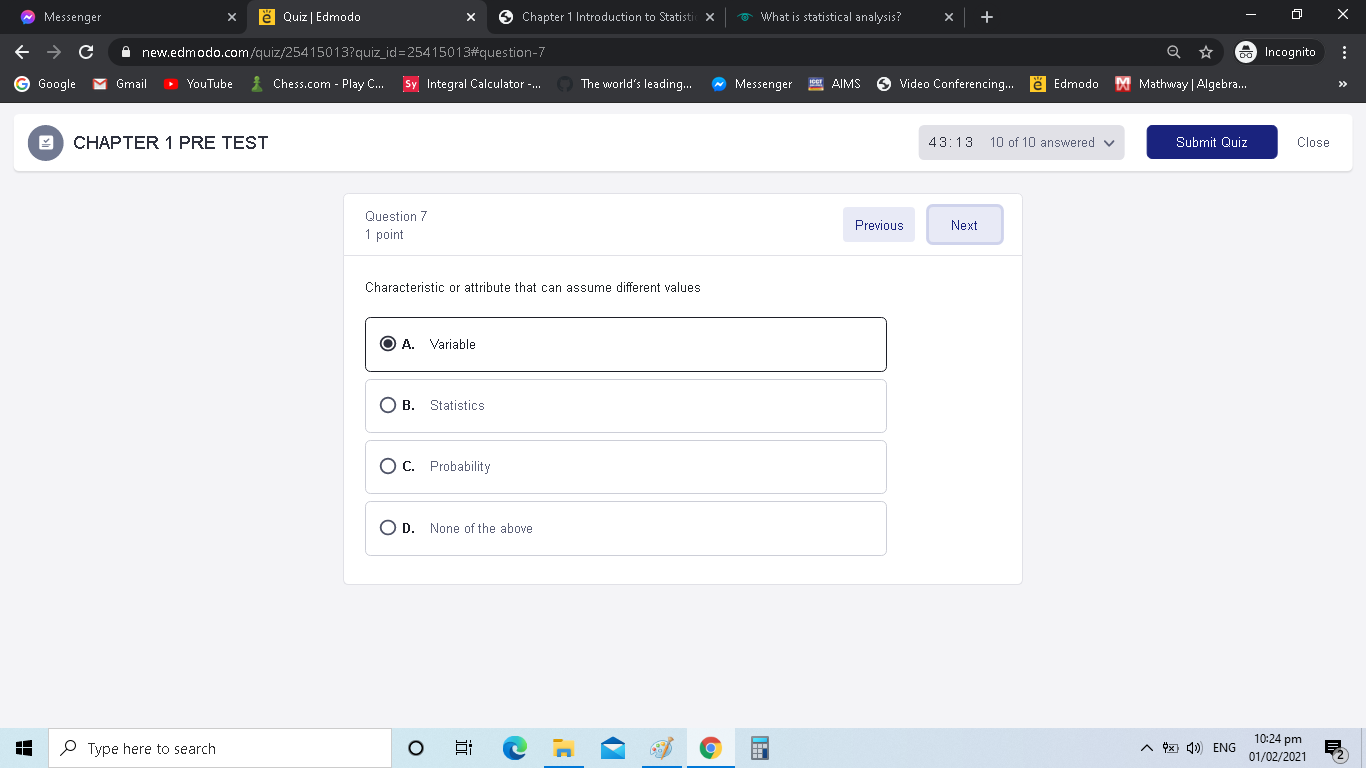 Messenger
Quiz | Edmodo
Chapter 1 Introduction to Statisti
What is statistical analysis?
new.edmodo.com/quiz/25415013?quiz_id=25415013#question-7
Incognito
Google
Gmail
YouTube
Chess.com - Play C...
Sy
Integral Calculator -...
The world's leading...
Messenger
AIMS
Video Conferencing...
Edmodo
Mathway | Algebra...
»
CHAPTER 1 PRE TEST
43:13 10 of 10 answered
Submit Quiz
Close
Question 7
1 point
Previous
Next
Characteristic or attribute that can assume different values
A. Variable
B. Statistics
C. Probability
D. None of the above
Type here to search
ENG
10:24 pm
01/02/2021
2